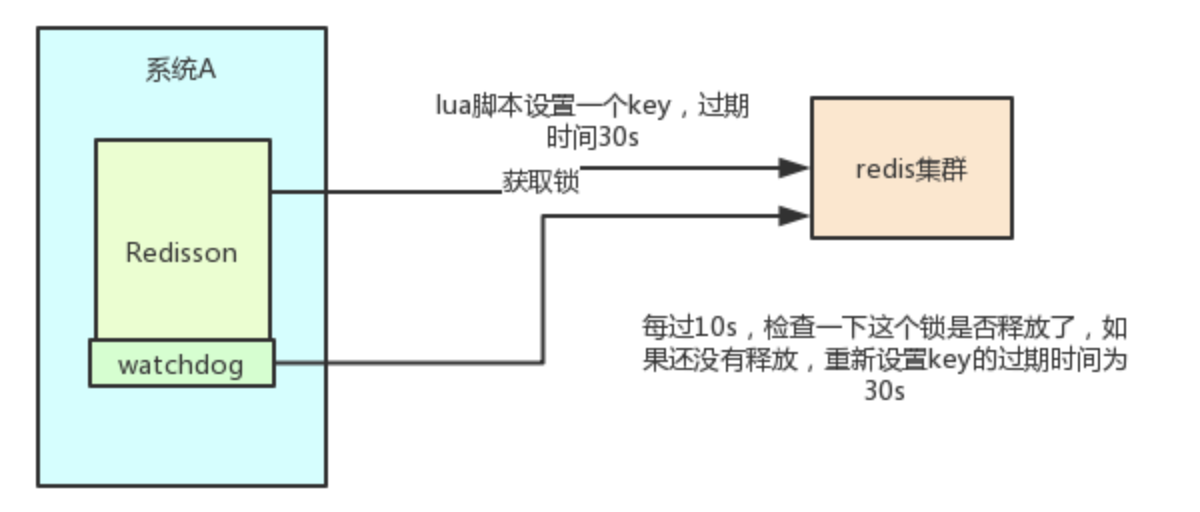 系统A
lua脚本设置一个key，过期
时间30s
获取锁
redis集群
Redisson
每过10s，检查一下这个锁是否释放了，如
果还没有释放，重新设置key的过期时间为
30s
watchdog